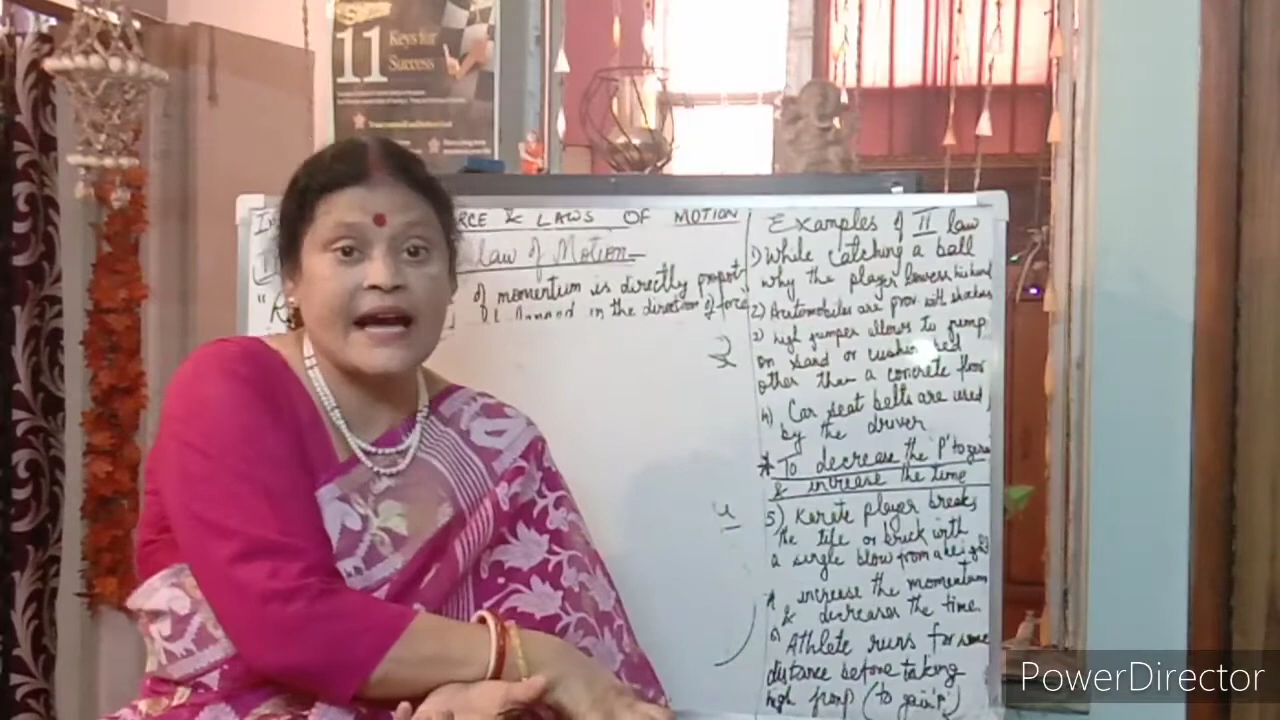 11 Keys for
Success
RCE & LAWS OF MOTION
Law of Motion
of momentum is directly propot
in the direction of force
Examples of II law
1) While catching a ball
why the player lowers his hand
2) Automobiles are prov. with shockers
3) high jumper allows to jump
on sand or cushion bed
other than a concrete floor
4) Car seat belts are used
by the driver
* To decrease the 'P' to zero
& increase the time
5) Karate player breaks
the tile or brick with
a single blow from
* increase the momentum
& decreases the time.
6) Athlete runs for some
distance before taking
high jump (to gain 'P')
PowerDirector